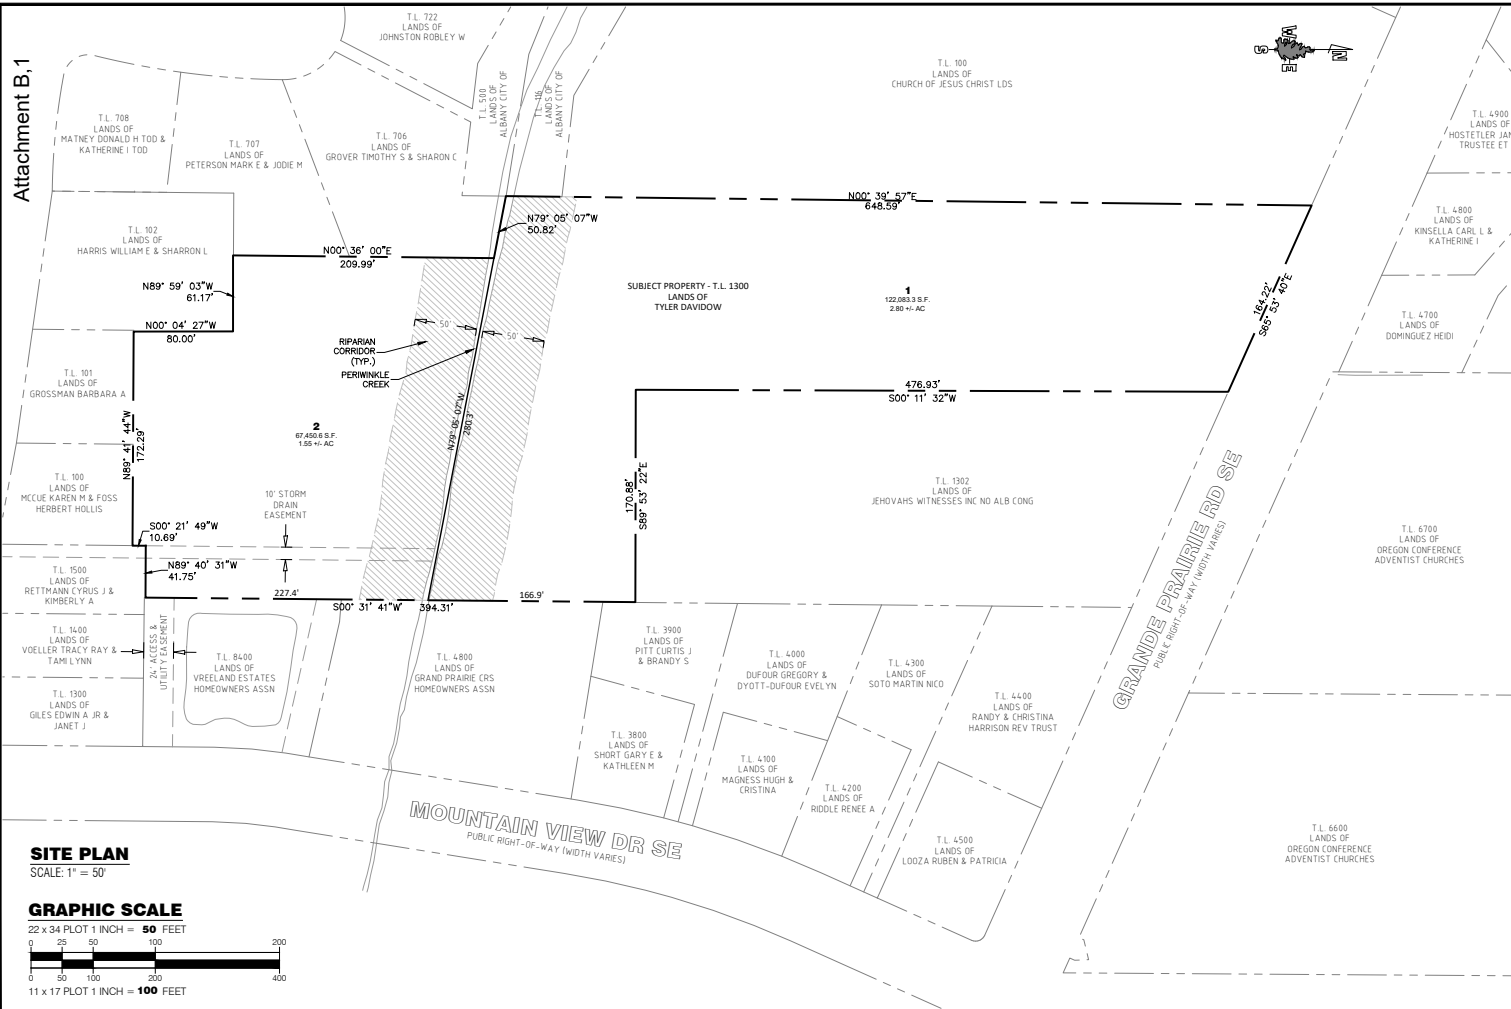 Attachment B,1
T.L. 722
LANDS OF
JOHNSTON ROBLEY W
T.L. 500
LANDS OF
ALBANY CITY OF
T.L. 116
LANDS OF
ALBANY CITY OF
T.L. 100
LANDS OF
CHURCH OF JESUS CHRIST LDS
S
N
E
T.L. 4900
LANDS OF
HOSTETLER JAN
TRUSTEE ET
T.L. 708
LANDS OF
MATNEY DONALD H TOD &
KATHERINE I TOD
T.L. 707
LANDS OF
PETERSON MARK E & JODIE M
T.L. 706
LANDS OF
GROVER TIMOTHY S & SHARON C
T.L. 102
LANDS OF
HARRIS WILLIAM E & SHARRON L
N00° 39' 57"E
648.59'
N79° 05' 07"W
50.82'
T.L. 4800
LANDS OF
KINSELLA CARL L &
KATHERINE I
N00° 36' 00"E
209.99'
N89° 59' 03"W
61.17'
N00° 04' 27"W
80.00'
SUBJECT PROPERTY - T.L. 1300
LANDS OF
TYLER DAVIDOW
1
122,083.3 S.F.
2.80 +/- AC
164.22'
S65° 53' 40"E
T.L. 4700
LANDS OF
DOMINGUEZ HEIDI
50'
50'
RIPARIAN
CORRIDOR
(TYP.)
PERIWINKLE
CREEK
T.L. 101
LANDS OF
GROSSMAN BARBARA A
476.93'
S00° 11' 32"W
N89° 41' 44"W
172.29'
2
67,450.6 S.F.
1.55 +/- AC
N79° 05' 07"W
280.3'
T.L. 100
LANDS OF
MCCUE KAREN M & FOSS
HERBERT HOLLIS
10' STORM
DRAIN
EASEMENT
170.88'
S89° 53' 22"E
T.L. 1302
LANDS OF
JEHOVAHS WITNESSES INC NO ALB CONG
GRANDE PRAIRIE RD SE
PUBLIC RIGHT-OF-WAY (WIDTH VARIES)
T.L. 6700
LANDS OF
OREGON CONFERENCE
ADVENTIST CHURCHES
S00° 21' 49"W
10.69'
N89° 40' 31"W
41.75'
T.L. 1500
LANDS OF
RETTMANN CYRUS J &
KIMBERLY A
227.4'
S00° 31' 41"W
394.31'
166.9'
T.L. 1400
LANDS OF
VOELLER TRACY RAY &
TAMI LYNN
24' ACCESS &
UTILITY EASEMENT
T.L. 8400
LANDS OF
VREELAND ESTATES
HOMEOWNERS ASSN
T.L. 4800
LANDS OF
GRAND PRAIRIE CRS
HOMEOWNERS ASSN
T.L. 3900
LANDS OF
PITT CURTIS J
& BRANDY S
T.L. 4000
LANDS OF
DUFOUR GREGORY &
DYOTT-DUFOUR EVELYN
T.L. 4300
LANDS OF
SOTO MARTIN NICO
T.L. 4400
LANDS OF
RANDY & CHRISTINA
HARRISON REV TRUST
T.L. 1300
LANDS OF
GILES EDWIN A JR &
JANET J
T.L. 3800
LANDS OF
SHORT GARY E &
KATHLEEN M
T.L. 4100
LANDS OF
MAGNESS HUGH &
CRISTINA
T.L. 4200
LANDS OF
RIDDLE RENEE A
T.L. 4500
LANDS OF
LOOZA RUBEN & PATRICIA
T.L. 6600
LANDS OF
OREGON CONFERENCE
ADVENTIST CHURCHES
MOUNTAIN VIEW DR SE
PUBLIC RIGHT-OF-WAY (WIDTH VARIES)
SITE PLAN
SCALE: 1" = 50'
GRAPHIC SCALE
22 x 34 PLOT 1 INCH = 50 FEET
0 25 50 100 200
0 50 100 200 400
11 x 17 PLOT 1 INCH = 100 FEET